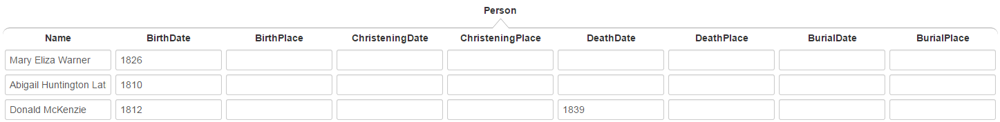 Person
Name BirthDate BirthPlace ChristeningDate ChristeningPlace DeathDate DeathPlace BurialDate BurialPlace
Mary Eliza Warner 1826
Abigail Huntington Lat 1810
Donald McKenzie 1812 1839